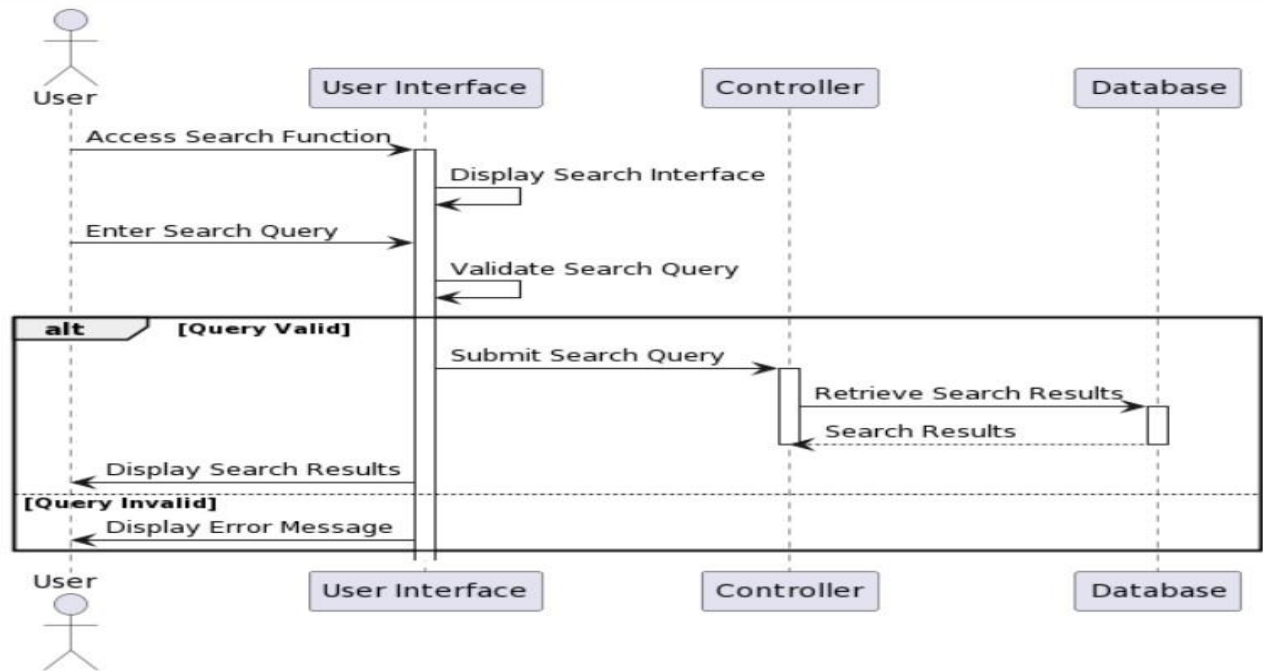 User
User Interface
Controller
Database
Access Search Function
Display Search Interface
Enter Search Query
Validate Search Query
alt
[Query Valid]
Submit Search Query
Retrieve Search Results
Search Results
Display Search Results
[Query Invalid]
Display Error Message
User
User Interface
Controller
Database